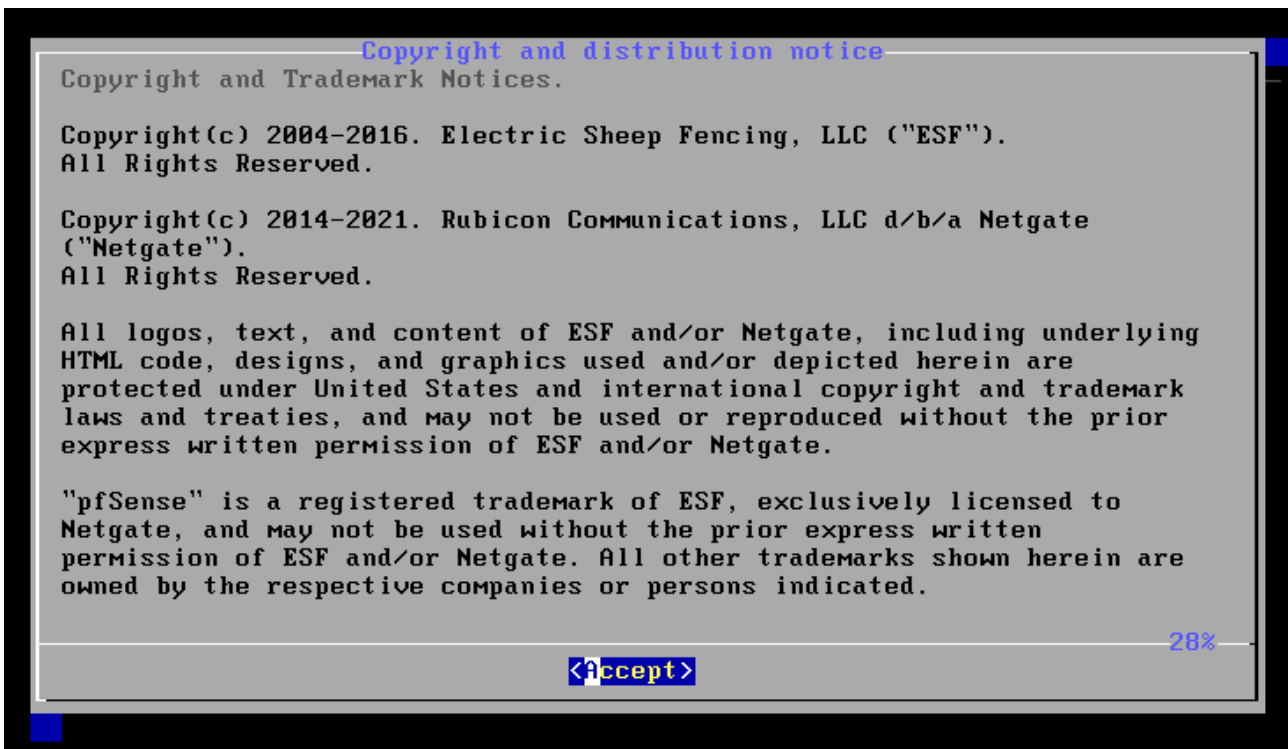 Copyright and distribution notice
Copyright and Trademark Notices.
Copyright(c) 2004-2016. Electric Sheep Fencing, LLC ("ESF").
All Rights Reserved.
Copyright(c) 2014-2021. Rubicon Communications, LLC d/b/a Netgate
("Netgate").
All Rights Reserved.
All logos, text, and content of ESF and/or Netgate, including underlying
HTML code, designs, and graphics used and/or depicted herein are
protected under United States and international copyright and trademark
laws and treaties, and may not be used or reproduced without the prior
express written permission of ESF and/or Netgate.
"pfSense" is a registered trademark of ESF, exclusively licensed to
Netgate, and may not be used without the prior express written
permission of ESF and/or Netgate. All other trademarks shown herein are
owned by the respective companies or persons indicated.
28%
<Accept>